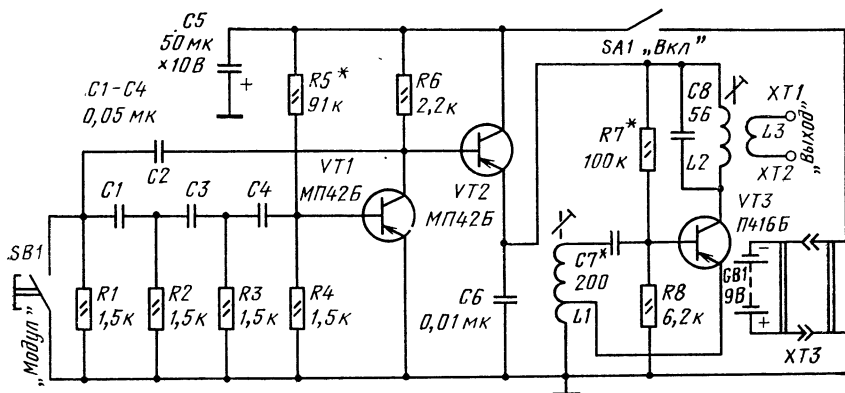 C5
50 мк
×10В
+
C1-C4
0,05 мк
R5*
91к
R6
2,2к
SA1 „Вкл”
C2
VT1
МП42Б
VT2
МП42Б
C1
C3
C4
R7*
100к
C8
56
L2
L3
XT1
„Выход”
XT2
VT3
П416Б
SB1
„Модул”
R1
1,5к
R2
1,5к
R3
1,5к
R4
1,5к
C6
0,01 мк
C7*
200
L1
R8
6,2к
GB1
9В
−
+
XT3